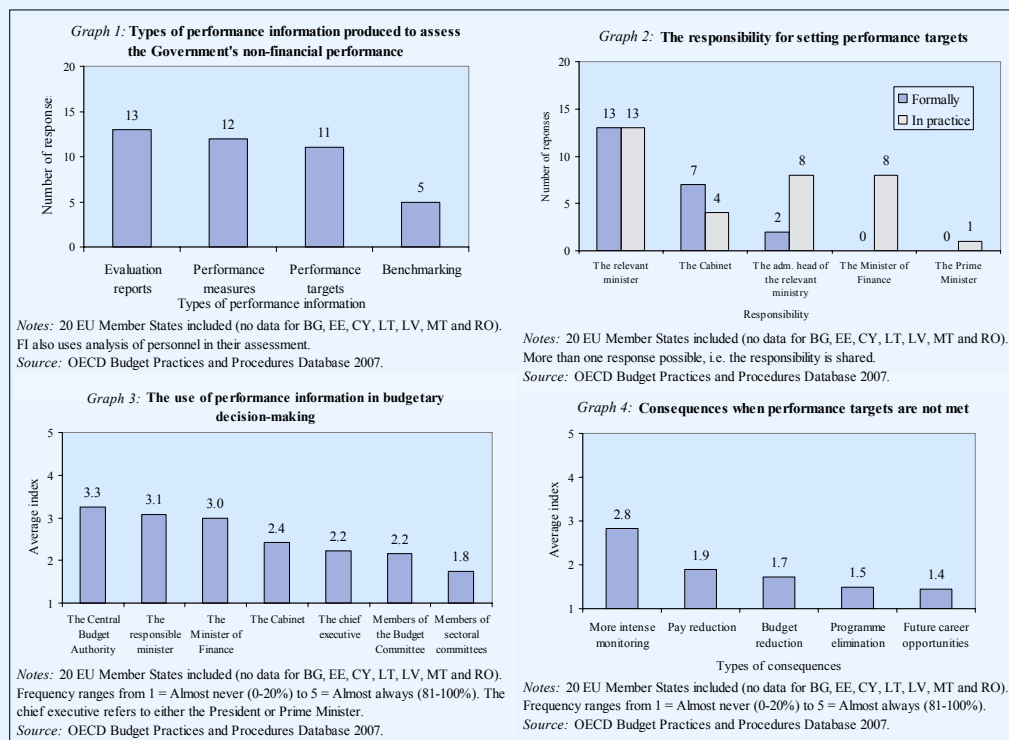 Graph 1: Types of performance information produced to assess
the Government's non-financial performance
20
15
10
5
0
Number of response
13
12
11
5
Evaluation
reports
Performance
measures
Performance
targets
Benchmarking
Types of performance information
Notes: 20 EU Member States included (no data for BG, EE, CY, LT, LV, MT and RO).
FI also uses analysis of personnel in their assessment.
Source: OECD Budget Practices and Procedures Database 2007.
Graph 2: The responsibility for setting performance targets
20
15
10
5
0
Number of reponses
Formally
In practice
13 13
7
4
2
8
0
8
0
1
The relevant
minister
The Cabinet
The adm. head of
the relevant
ministry
The Minister of
Finance
The Prime
Minister
Responsibility
Notes: 20 EU Member States included (no data for BG, EE, CY, LT, LV, MT and RO).
More than one response possible, i.e. the responsibility is shared.
Source: OECD Budget Practices and Procedures Database 2007.
Graph 3: The use of performance information in budgetary
decision-making
5
4
3
2
1
Average index
3.3
3.1
3.0
2.4
2.2
2.2
1.8
The Central
Budget
Authority
The
responsible
minister
The
Minister of
Finance
The Cabinet
The chief
executive
Members of
the Budget
Committee
Members of
sectoral
committees
Notes: 20 EU Member States included (no data for BG, EE, CY, LT, LV, MT and RO).
Frequency ranges from 1 = Almost never (0-20%) to 5 = Almost always (81-100%). The
chief executive refers to either the President or Prime Minister.
Source: OECD Budget Practices and Procedures Database 2007.
Graph 4: Consequences when performance targets are not met
5
4
3
2
1
Average index
2.8
1.9
1.7
1.5
1.4
More intense
monitoring
Pay reduction
Budget
reduction
Programme
elimination
Future career
opportunities
Types of consequences
Notes: 20 EU Member States included (no data for BG, EE, CY, LT, LV, MT and RO).
Frequency ranges from 1 = Almost never (0-20%) to 5 = Almost always (81-100%).
Source: OECD Budget Practices and Procedures Database 2007.